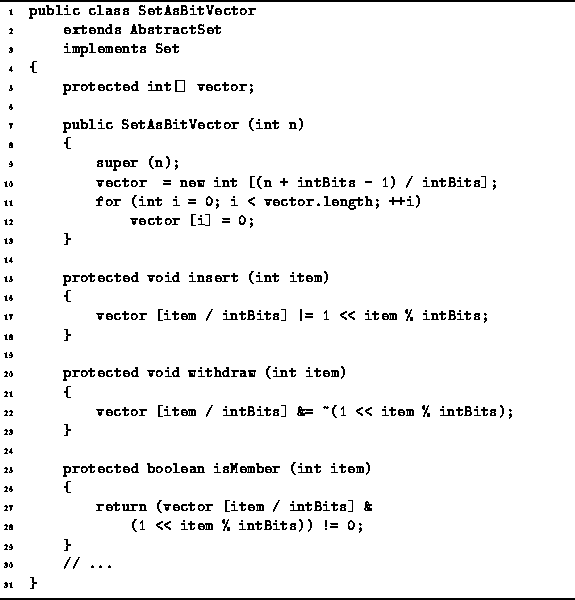 1 public class SetAsBitVector
2     extends AbstractSet
3     implements Set
4 {
5     protected int[] vector;
6
7     public SetAsBitVector (int n)
8     {
9         super (n);
10         vector  = new int [(n + intBits - 1) / intBits];
11         for (int i = 0; i < vector.length; ++i)
12             vector [i] = 0;
13     }
14
15     protected void insert (int item)
16     {
17         vector [item / intBits] |= 1 << item % intBits;
18     }
19
20     protected void withdraw (int item)
21     {
22         vector [item / intBits] &= ~(1 << item % intBits);
23     }
24
25     protected boolean isMember (int item)
26     {
27         return (vector [item / intBits] &
28             (1 << item % intBits)) != 0;
29     }
30     // ...
31 }